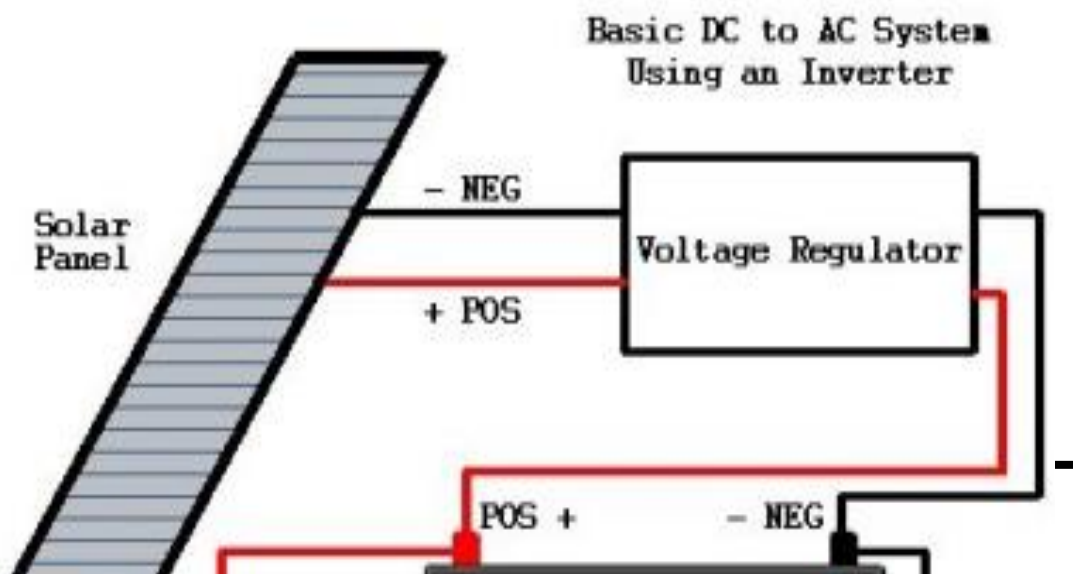 Basic DC to AC System
Using an Inverter
- NEG
Solar
Panel
Voltage Regulator
+ POS
POS +
- NEG